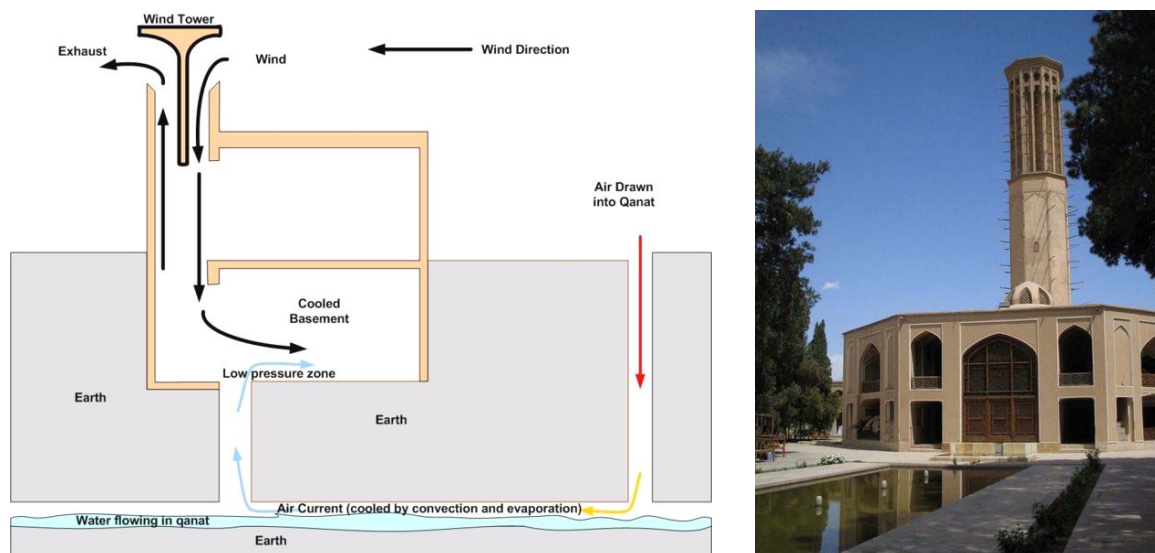 Wind Tower
Exhaust
Wind
Wind Direction
Air Drawn
into Qanat
Cooled
Basement
Low pressure zone
Earth
Earth
Air Current (cooled by convection and evaporation)
Water flowing in qanat
Earth